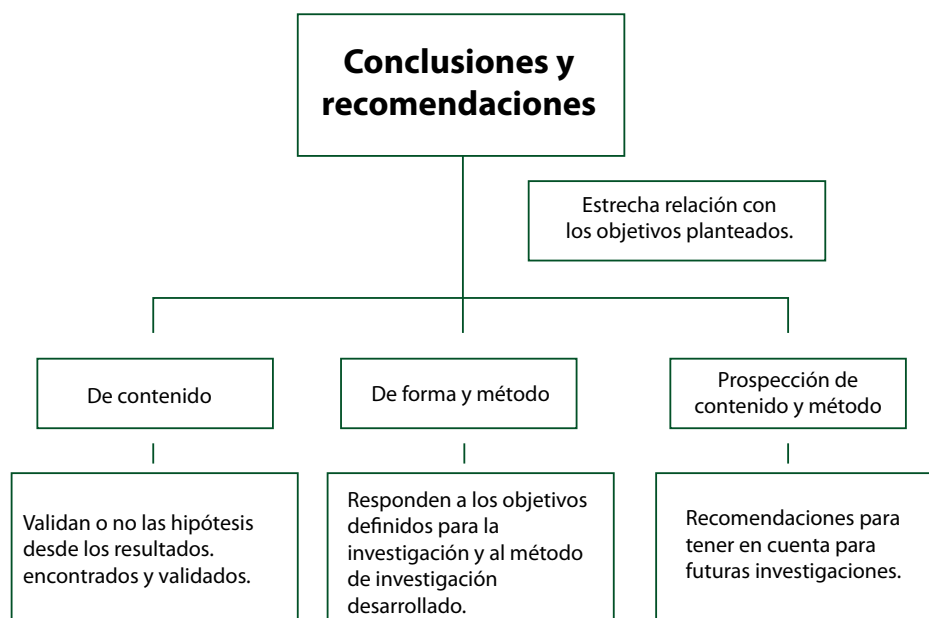 Conclusiones y
recomendaciones
Estrecha relación con
los objetivos planteados.
De contenido
De forma y método
Prospección de
contenido y método
Validan o no las hipótesis
desde los resultados.
encontrados y validados.
Responden a los objetivos
definidos para la
investigación y al método
de investigación
desarrollado.
Recomendaciones para
tener en cuenta para
futuras investigaciones.